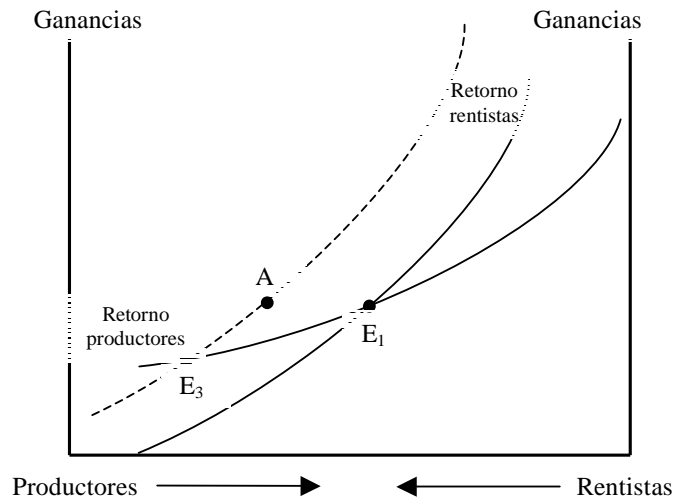 Ganancias
Ganancias
Retorno
rentistas
A
Retorno
productores
E1
E3
Productores
Rentistas